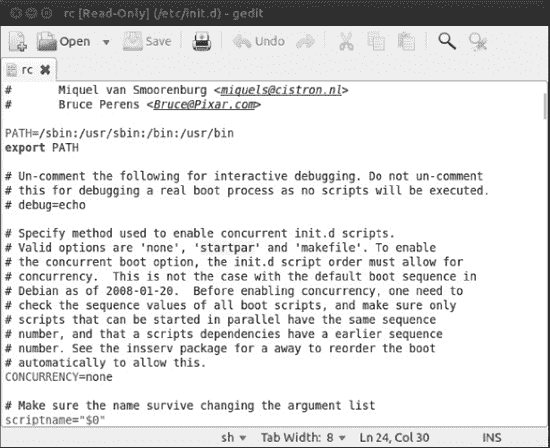 rc [Read-Only] (/etc/init.d) - gedit
Open Save Undo
rc
#       Miquel van Smoorenburg <miquels@cistron.nl>
#       Bruce Perens <Bruce@Pixar.com>
PATH=/sbin:/usr/sbin:/bin:/usr/bin
export PATH
# Un-comment the following for interactive debugging. Do not un-comment
# this for debugging a real boot process as no scripts will be executed.
# debug=echo
# Specify method used to enable concurrent init.d scripts.
# Valid options are 'none', 'startpar' and 'makefile'. To enable
# the concurrent boot option, the init.d script order must allow for
# concurrency.  This is not the case with the default boot sequence in
# Debian as of 2008-01-20.  Before enabling concurrency, one need to
# check the sequence values of all boot scripts, and make sure only
# scripts that can be started in parallel have the same sequence
# number, and that a scripts dependencies have a earlier sequence
# number. See the insserv package for a away to reorder the boot
# automatically to allow this.
CONCURRENCY=none
# Make sure the name survive changing the argument list
scriptname="$0"
sh Tab Width: 8 Ln 24, Col 30 INS